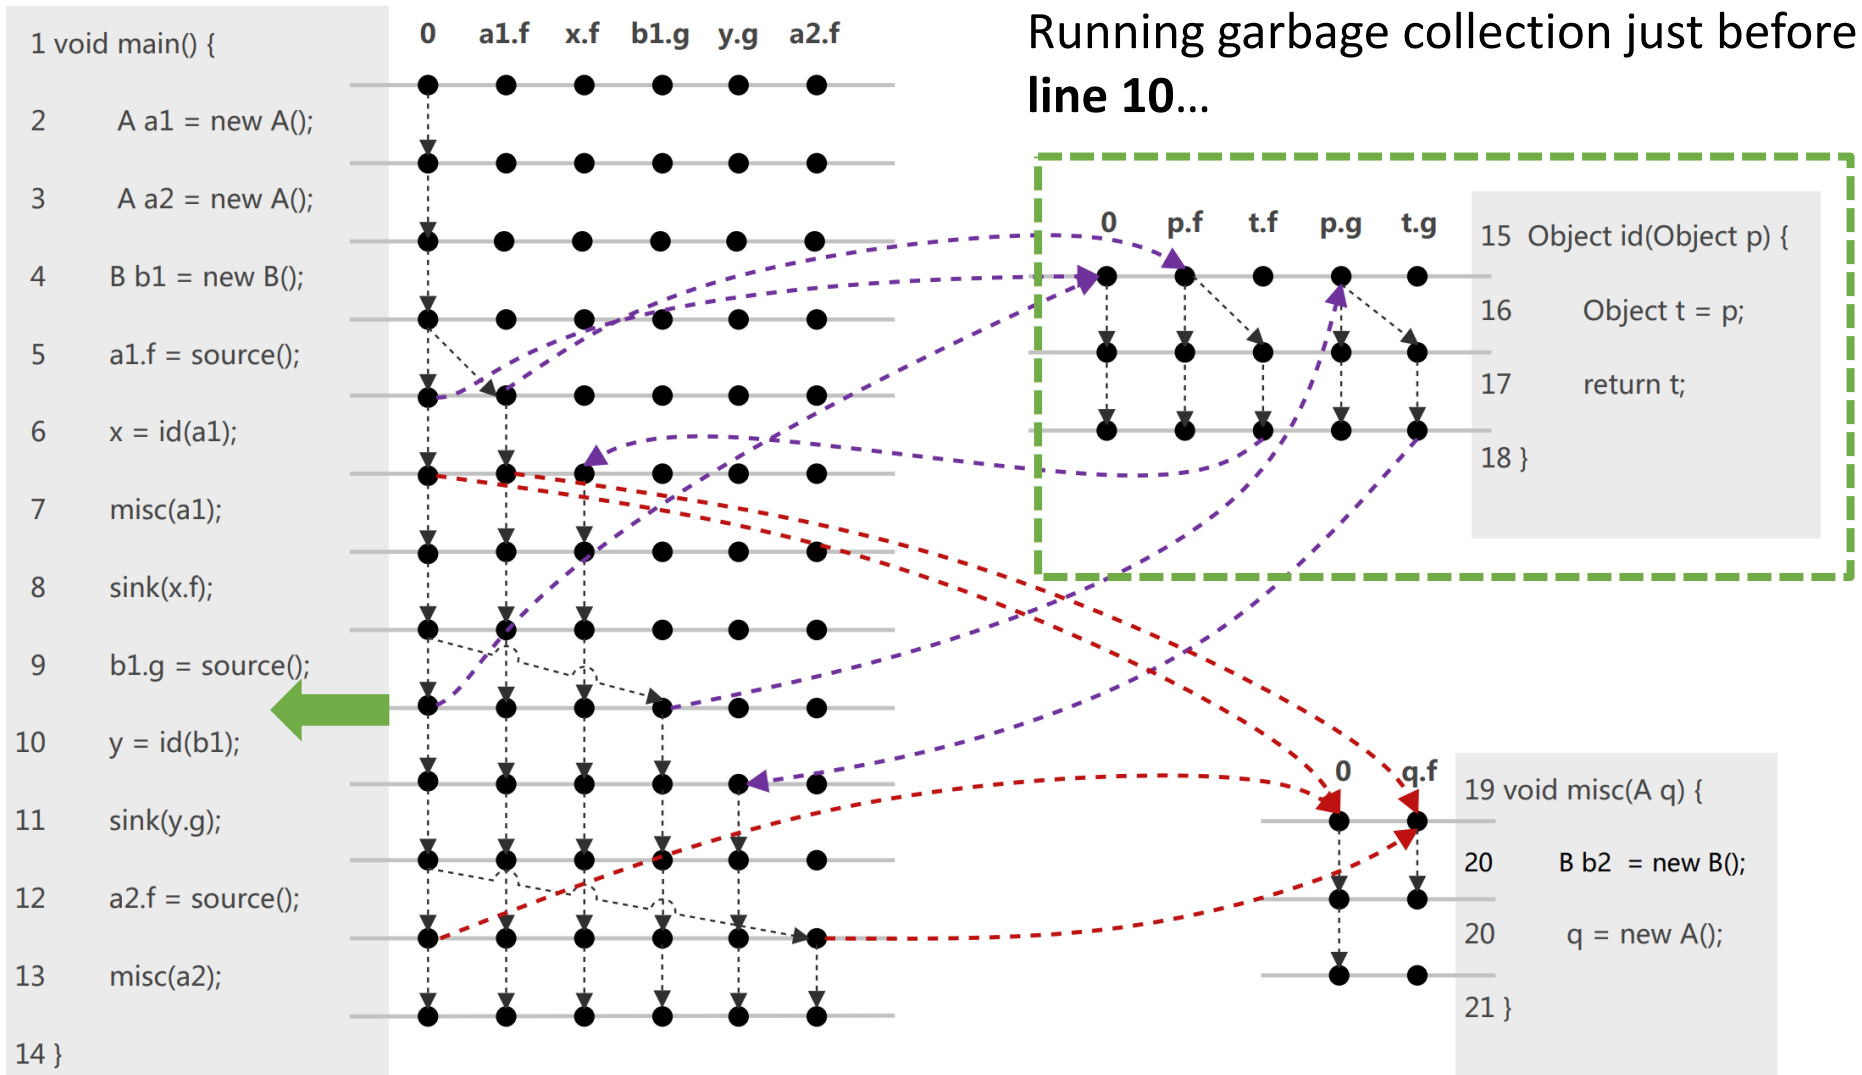 Running garbage collection just before
line 10...
1 void main() {
2 A a1 = new A();
3 A a2 = new A();
4 B b1 = new B();
5 a1.f = source();
6 x = id(a1);
7 misc(a1);
8 sink(x.f);
9 b1.g = source();
10 y = id(b1);
11 sink(y.g);
12 a2.f = source();
13 misc(a2);
14 }
0 a1.f x.f b1.g y.g a2.f
0 p.f t.f p.g t.g
15 Object id(Object p) {
16 Object t = p;
17 return t;
18 }
0 q.f
19 void misc(A q) {
20 B b2 = new B();
20 q = new A();
21 }